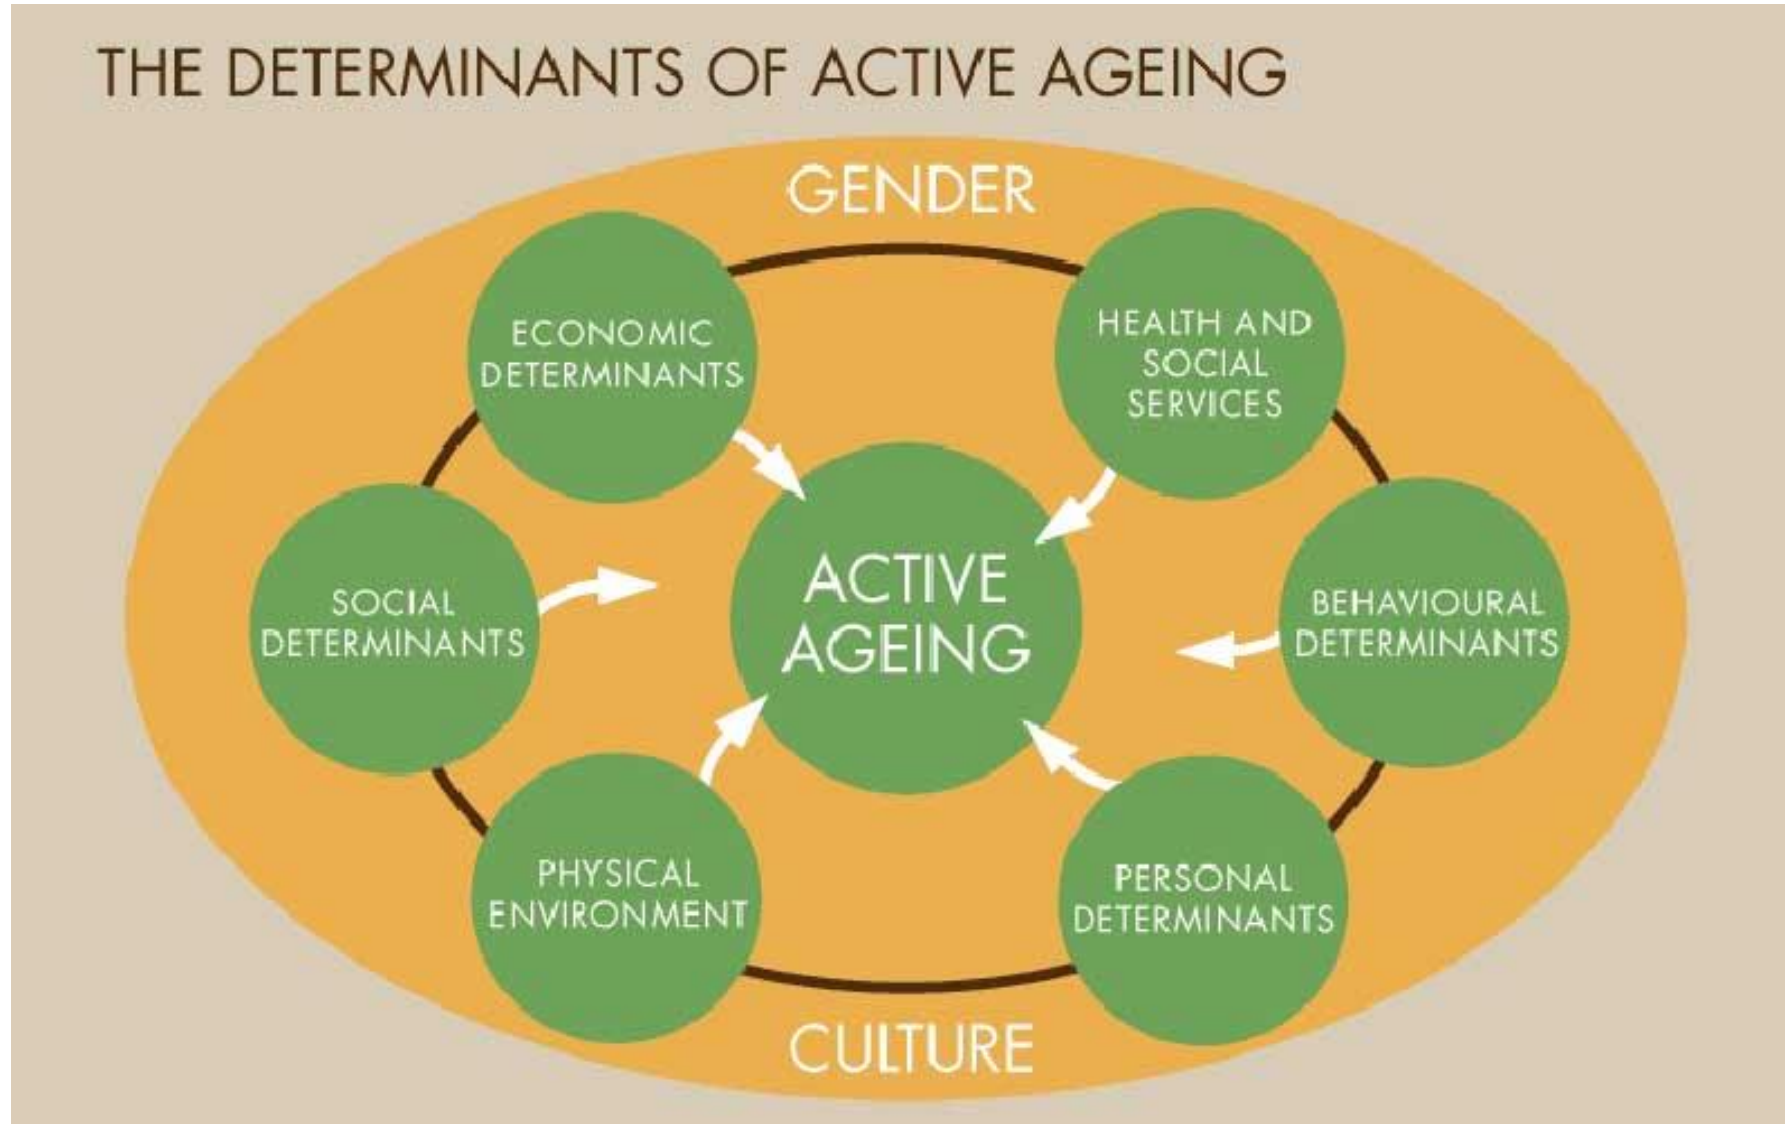 THE DETERMINANTS OF ACTIVE AGEING
GENDER
ECONOMIC
DETERMINANTS
HEALTH AND
SOCIAL
SERVICES
SOCIAL
DETERMINANTS
ACTIVE
AGEING
BEHAVIOURAL
DETERMINANTS
PHYSICAL
ENVIRONMENT
PERSONAL
DETERMINANTS
CULTURE